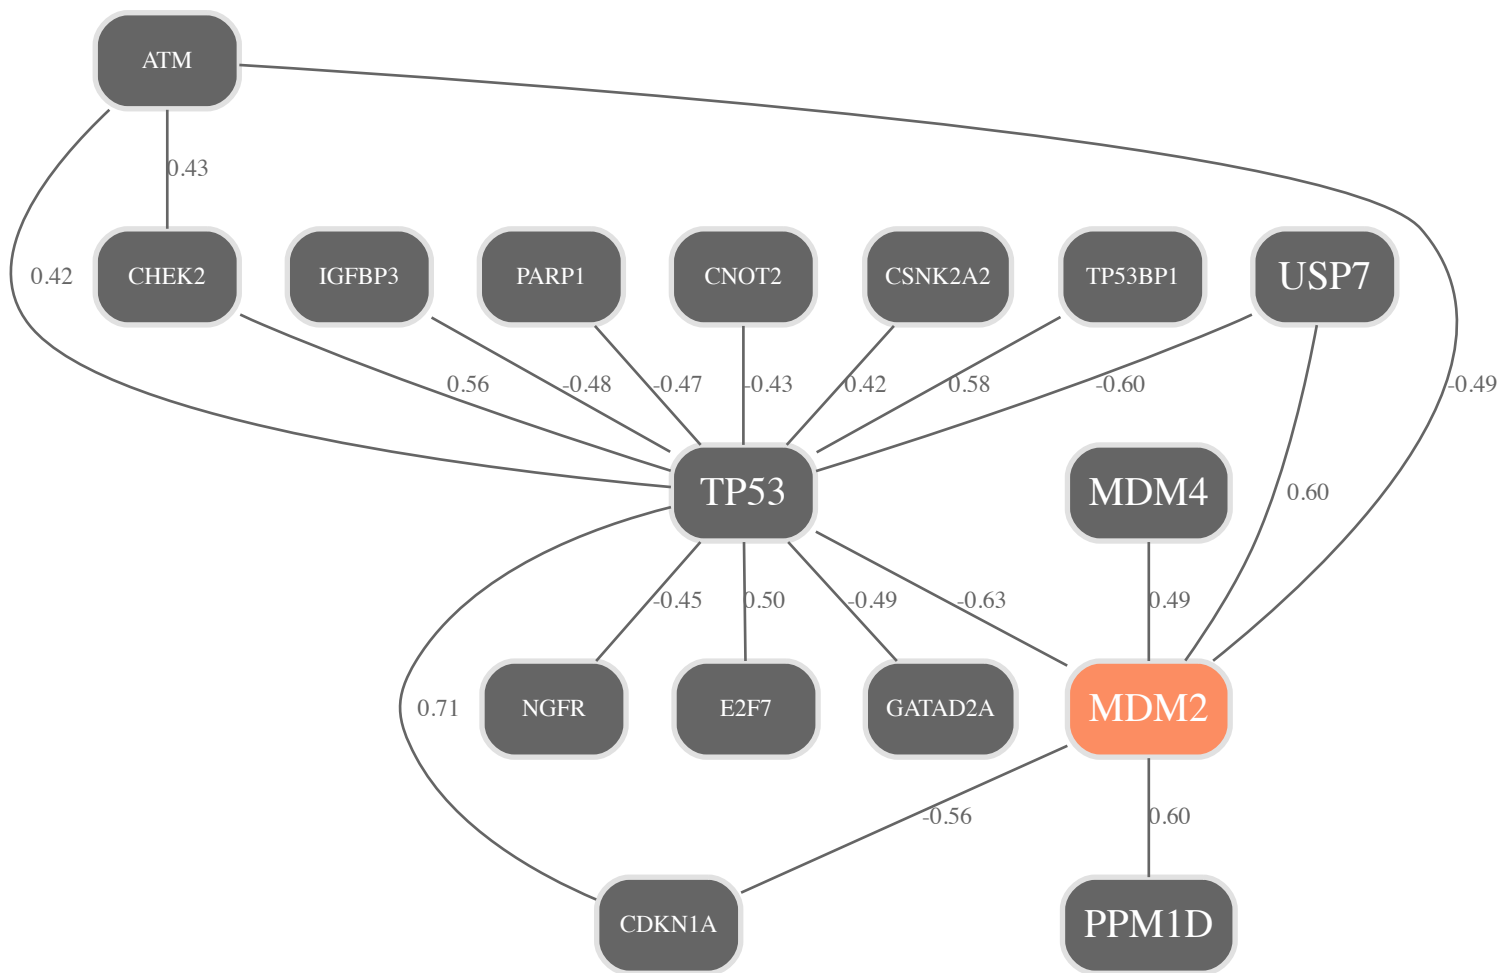 ATM
0.43
0.42
CHEK2
IGFBP3
PARP1
CNOT2
CSNK2A2
TP53BP1
USP7
0.56
-0.48
-0.47
-0.43
0.42
0.58
-0.60
-0.49
TP53
MDM4
0.60
-0.45
0.50
-0.49
-0.63
0.49
0.71
NGFR
E2F7
GATAD2A
MDM2
-0.56
0.60
CDKN1A
PPM1D